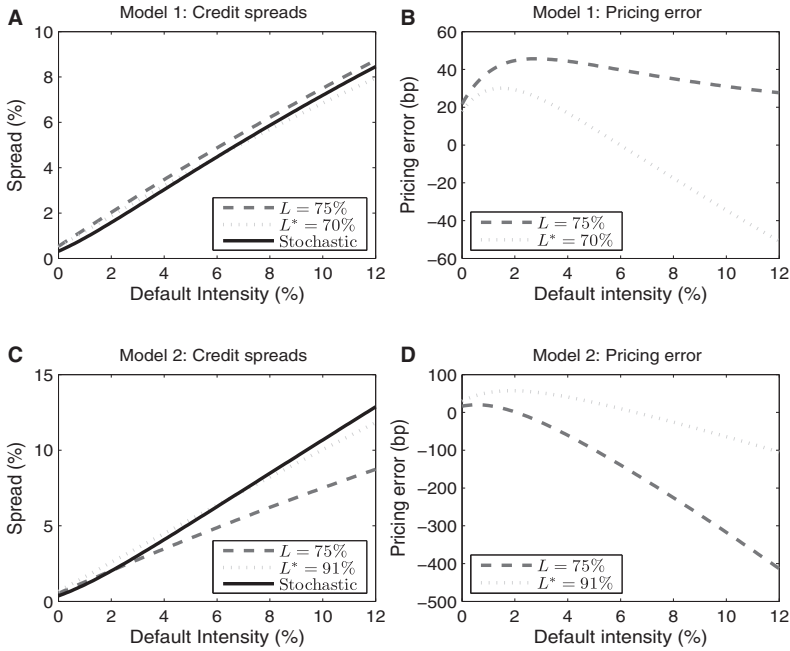 A
Model 1: Credit spreads
10
8
6
4
2
0
Spread (%)
0 2 4 6 8 10 12
Default Intensity (%)
L = 75%
L* = 70%
Stochastic
B
Model 1: Pricing error
60
40
20
0
−20
−40
−60
Pricing error (bp)
0 2 4 6 8 10 12
Default intensity (%)
L = 75%
L* = 70%
C
Model 2: Credit spreads
15
10
5
0
Spread (%)
0 2 4 6 8 10 12
Default Intensity (%)
L = 75%
L* = 91%
Stochastic
D
Model 2: Pricing error
100
0
−100
−200
−300
−400
−500
Pricing error (bp)
0 2 4 6 8 10 12
Default intensity (%)
L = 75%
L* = 91%